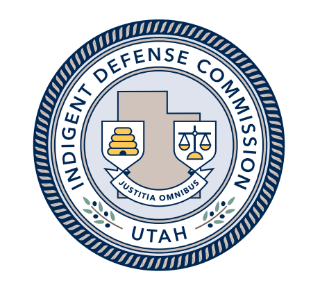 INDIGENT DEFENSE COMMISSION
JUSTITIA OMNIBUS
UTAH